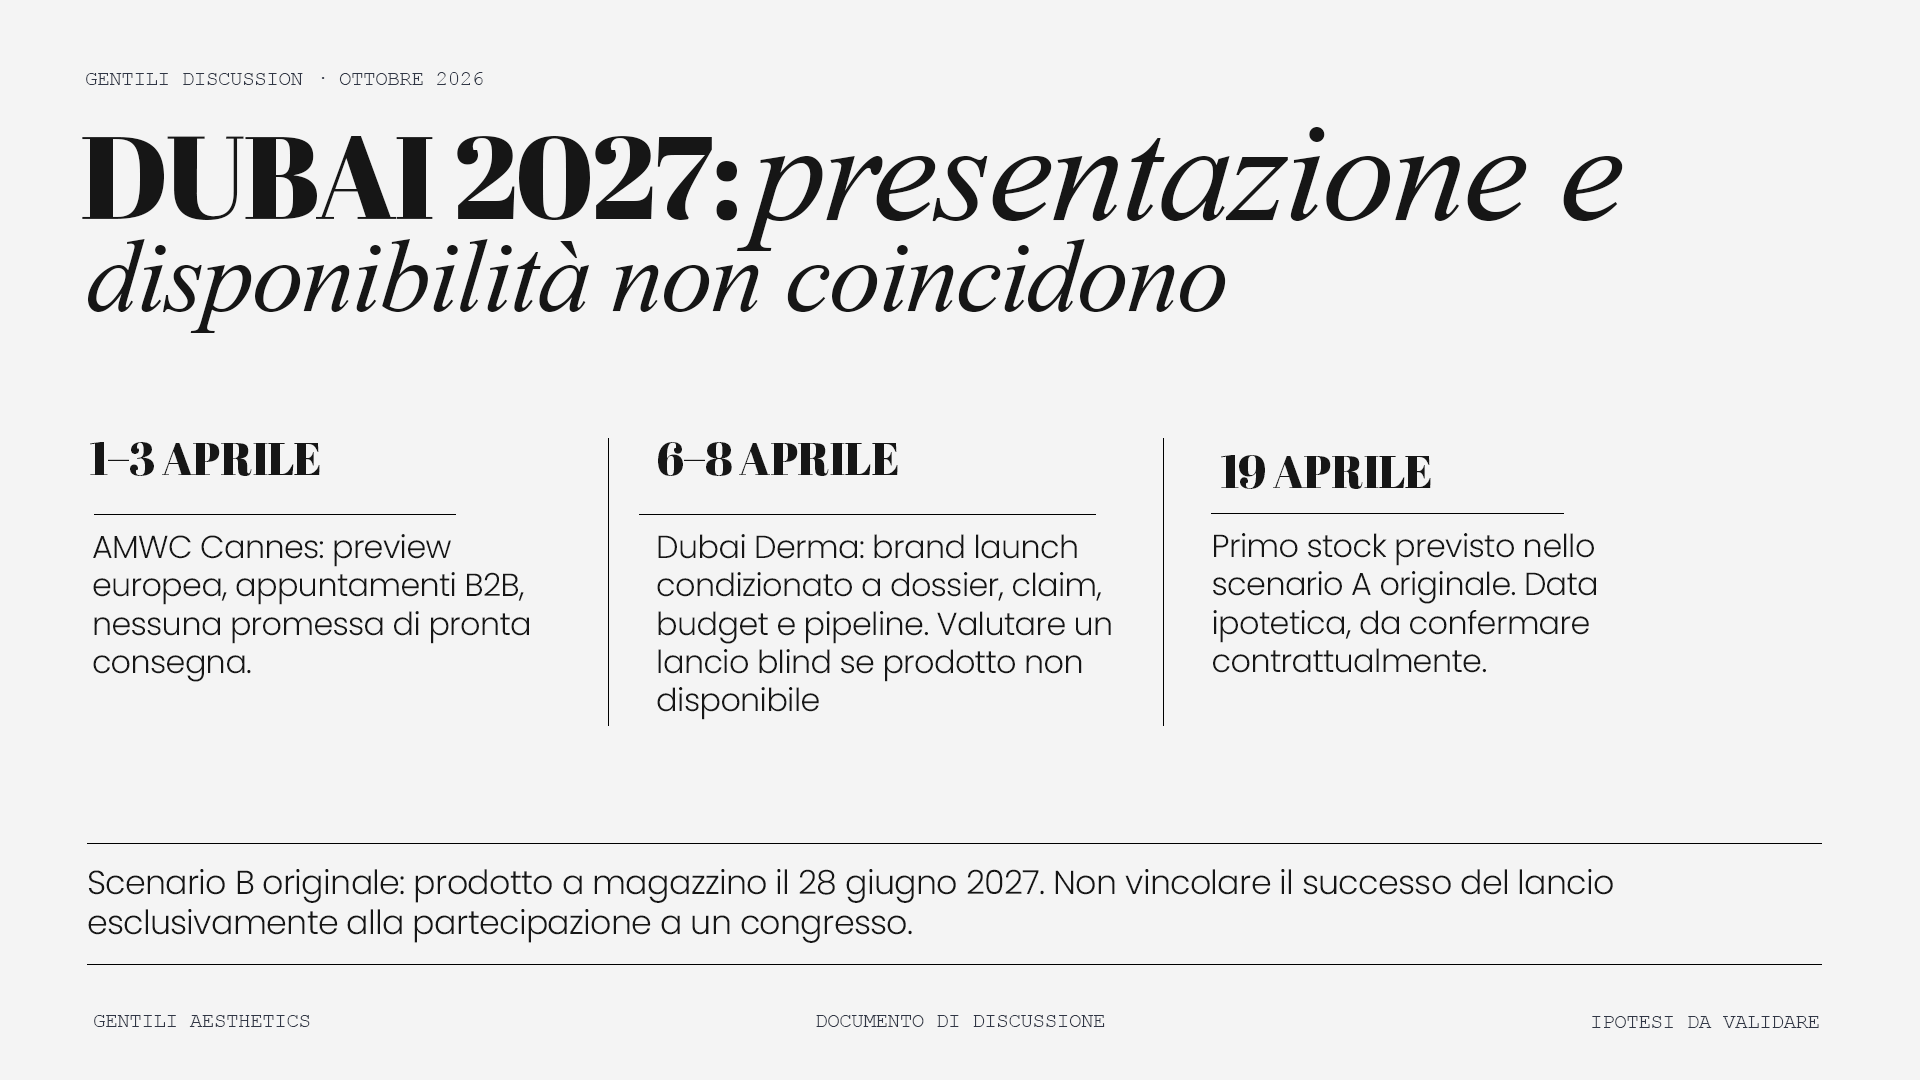 GENTILI DISCUSSION · OTTOBRE 2026
DUBAI 2027: presentazione e
disponibilità non coincidono
1–3 APRILE
AMWC Cannes: preview
europea, appuntamenti B2B,
nessuna promessa di pronta
consegna.
6–8 APRILE
Dubai Derma: brand launch
condizionato a dossier, claim,
budget e pipeline. Valutare un
lancio blind se prodotto non
disponibile
19 APRILE
Primo stock previsto nello
scenario A originale. Data
ipotetica, da confermare
contrattualmente.
Scenario B originale: prodotto a magazzino il 28 giugno 2027. Non vincolare il successo del lancio
esclusivamente alla partecipazione a un congresso.
GENTILI AESTHETICS
DOCUMENTO DI DISCUSSIONE
IPOTESI DA VALIDARE